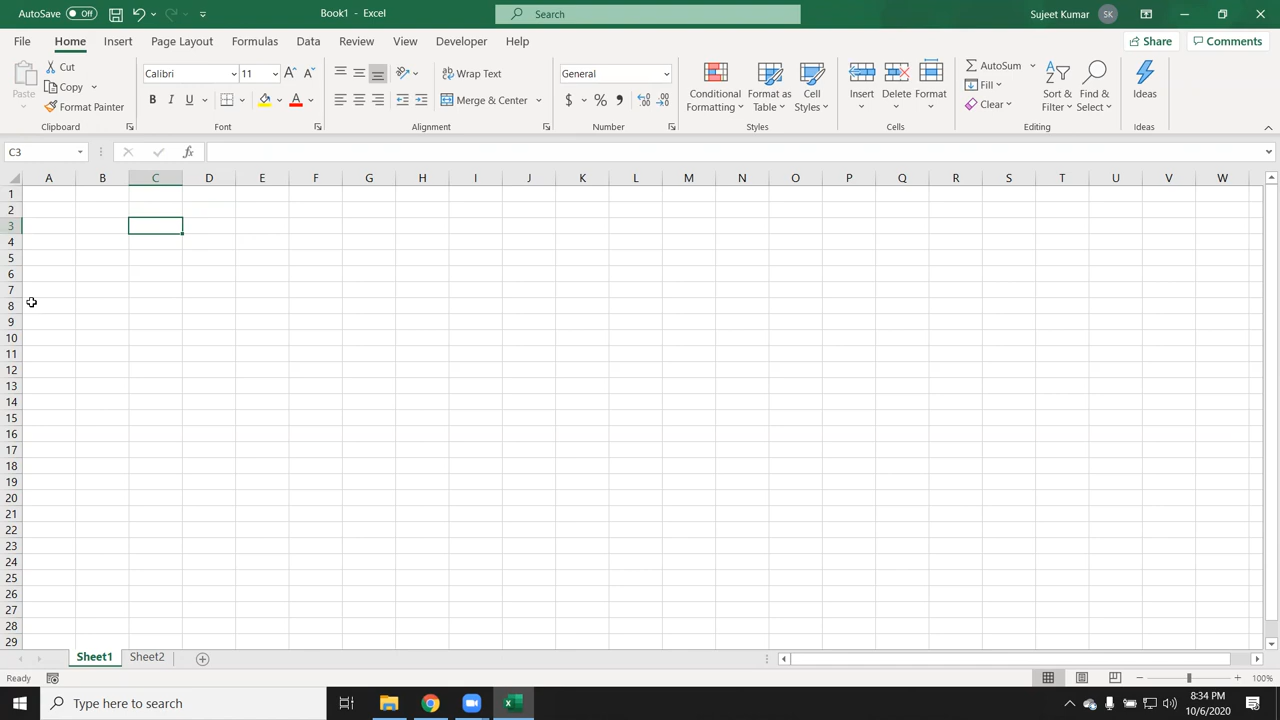 AutoSave Off Book1 - Excel Search Sujeet Kumar SK
File Home Insert Page Layout Formulas Data Review View Developer Help Share Comments
Paste Cut Copy Format Painter Clipboard
Calibri 11 A A B I U A Font
Wrap Text Merge & Center Alignment
General $ % , Number
Conditional Formatting Format as Table Cell Styles Styles
Insert Delete Format Cells
AutoSum Fill Clear Sort & Filter Find & Select Editing
Ideas Ideas
C3 fx
A B C D E F G H I J K L M N O P Q R S T U V W
1
2
3
4
5
6
7
8
9
10
11
12
13
14
15
16
17
18
19
20
21
22
23
24
25
26
27
28
29
Sheet1 Sheet2
Ready 100%
Type here to search 8:34 PM
10/6/2020